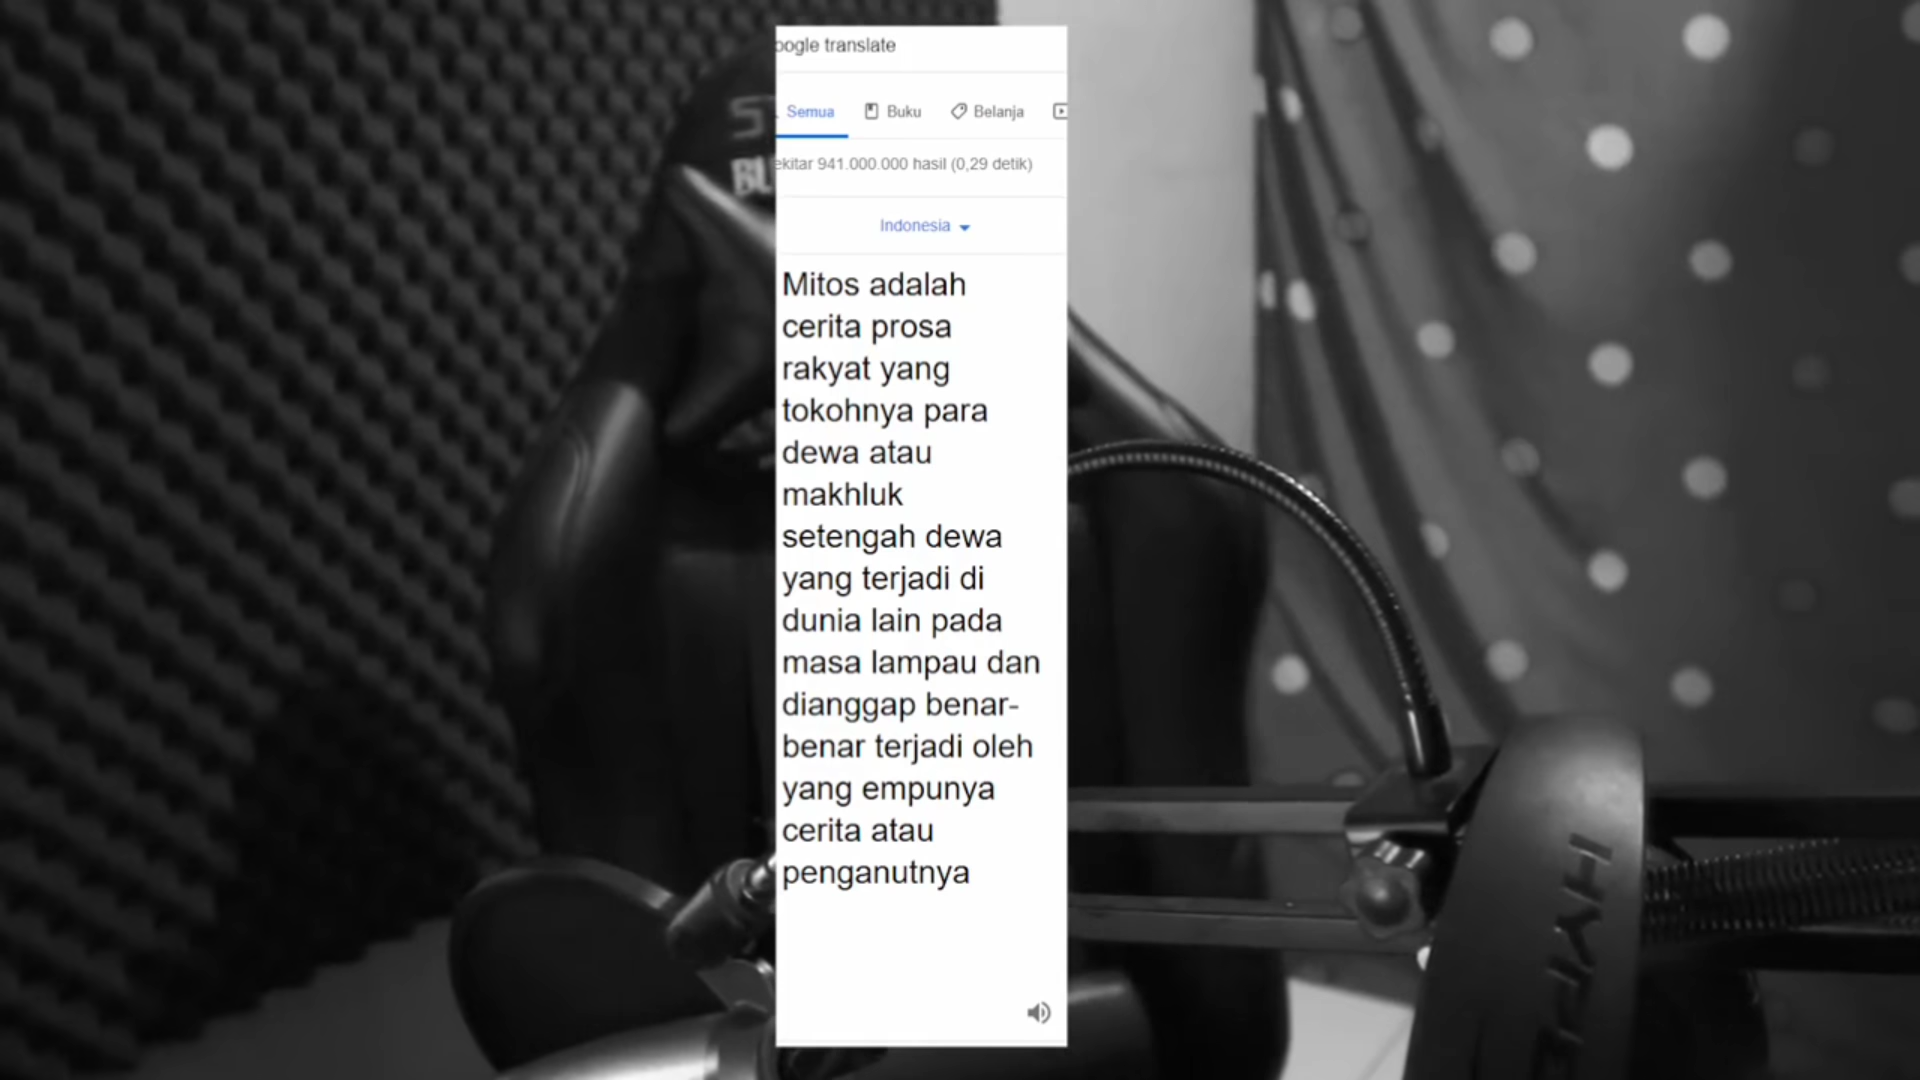 oogle translate
Semua Buku Belanja
ekitar 941.000.000 hasil (0,29 detik)
Indonesia
Mitos adalah
cerita prosa
rakyat yang
tokohnya para
dewa atau
makhluk
setengah dewa
yang terjadi di
dunia lain pada
masa lampau dan
dianggap benar-
benar terjadi oleh
yang empunya
cerita atau
penganutnya